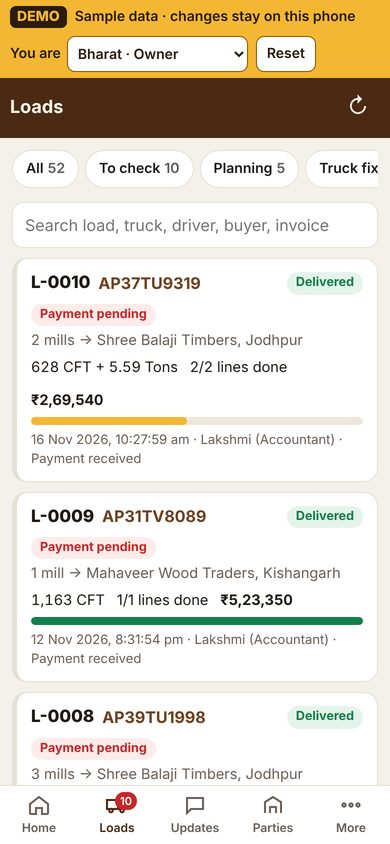 DEMO Sample data · changes stay on this phone
You are Bharat · Owner Reset
Loads
All 52 To check 10 Planning 5 Truck fix
Search load, truck, driver, buyer, invoice
L-0010 AP37TU9319 Delivered
Payment pending
2 mills → Shree Balaji Timbers, Jodhpur
628 CFT + 5.59 Tons 2/2 lines done
₹2,69,540
16 Nov 2026, 10:27:59 am · Lakshmi (Accountant) ·
Payment received
L-0009 AP31TV8089 Delivered
Payment pending
1 mill → Mahaveer Wood Traders, Kishangarh
1,163 CFT 1/1 lines done ₹5,23,350
12 Nov 2026, 8:31:54 pm · Lakshmi (Accountant) ·
Payment received
L-0008 AP39TU1998 Delivered
Payment pending
3 mills → Shree Balaji Timbers, Jodhpur
10
Home Loads Updates Parties More